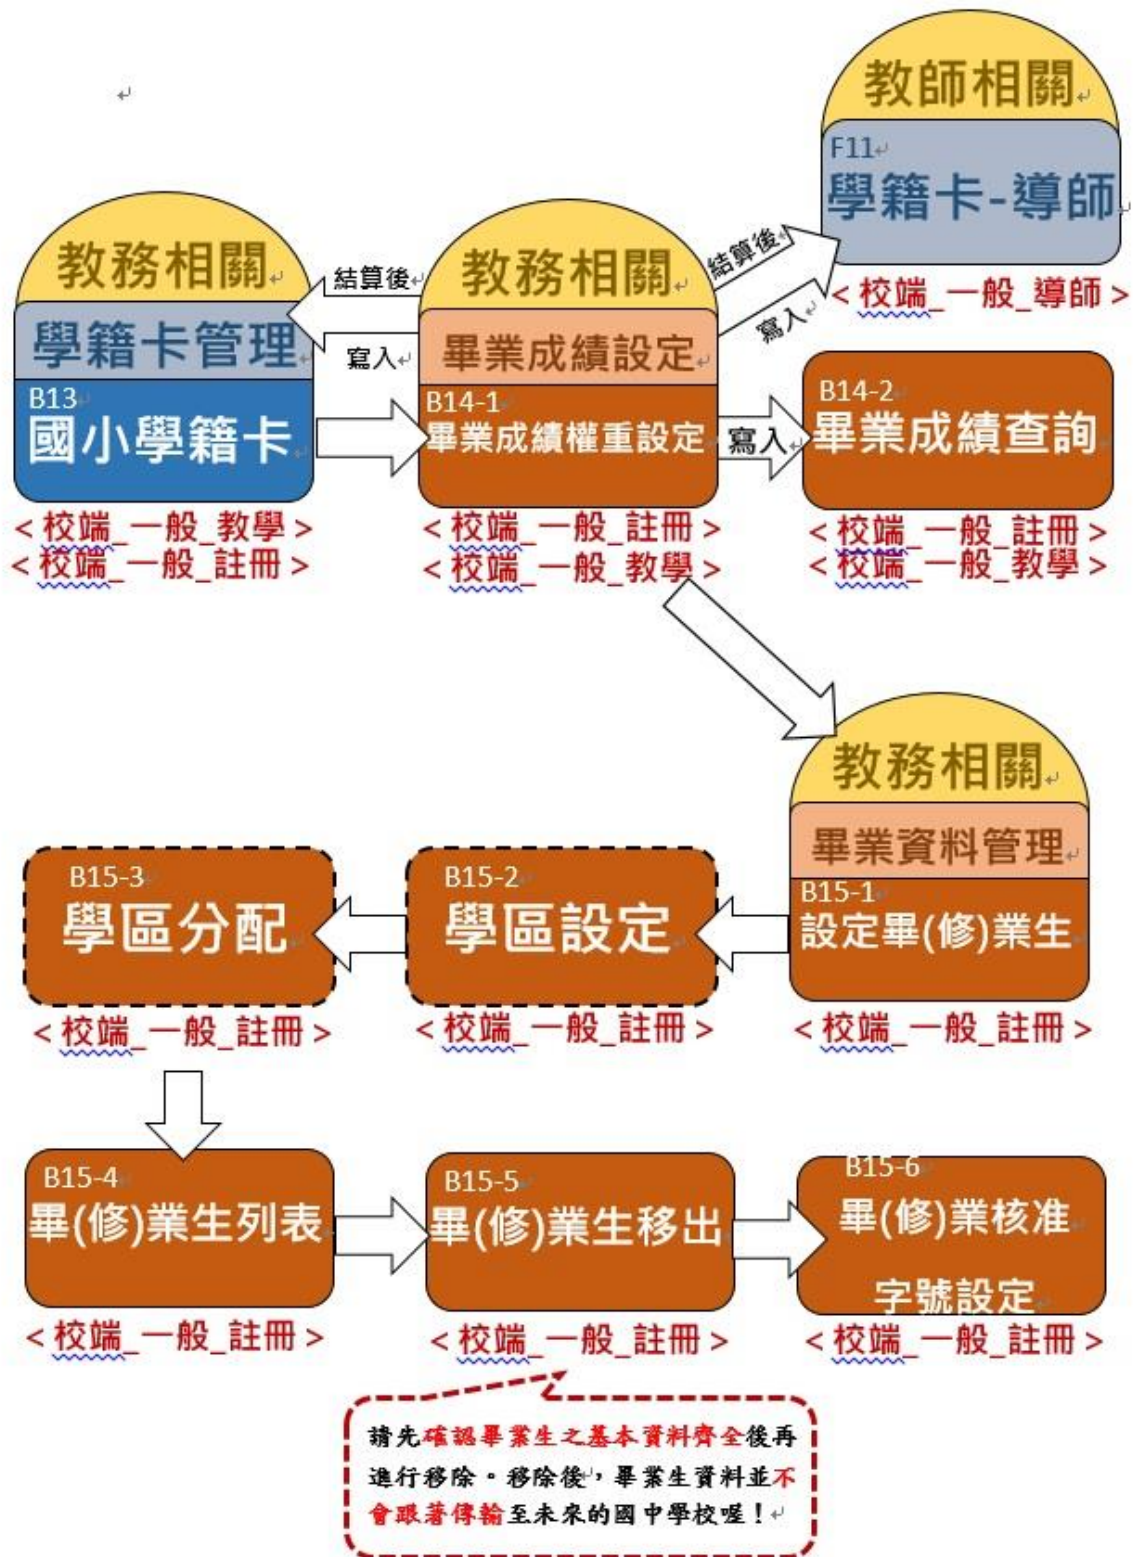 教師相關
F11
學籍卡-導師
<校端_一般_導師>
教務相關
學籍卡管理
B13
國小學籍卡
<校端_一般_教學>
<校端_一般_註冊>
結算後
寫入
教務相關
畢業成績設定
B14-1
畢業成績權重設定
<校端_一般_註冊>
<校端_一般_教學>
結算後
寫入
寫入
B14-2
畢業成績查詢
<校端_一般_註冊>
<校端_一般_教學>
教務相關
畢業資料管理
B15-1
設定畢(修)業生
<校端_一般_註冊>
B15-2
學區設定
<校端_一般_註冊>
B15-3
學區分配
<校端_一般_註冊>
B15-4
畢(修)業生列表
<校端_一般_註冊>
B15-5
畢(修)業生移出
<校端_一般_註冊>
B15-6
畢(修)業核准
字號設定
<校端_一般_註冊>
請先確認畢業生之基本資料齊全後再
進行移除。移除後，畢業生資料並不
會跟著傳輸至未來的國中學校喔！